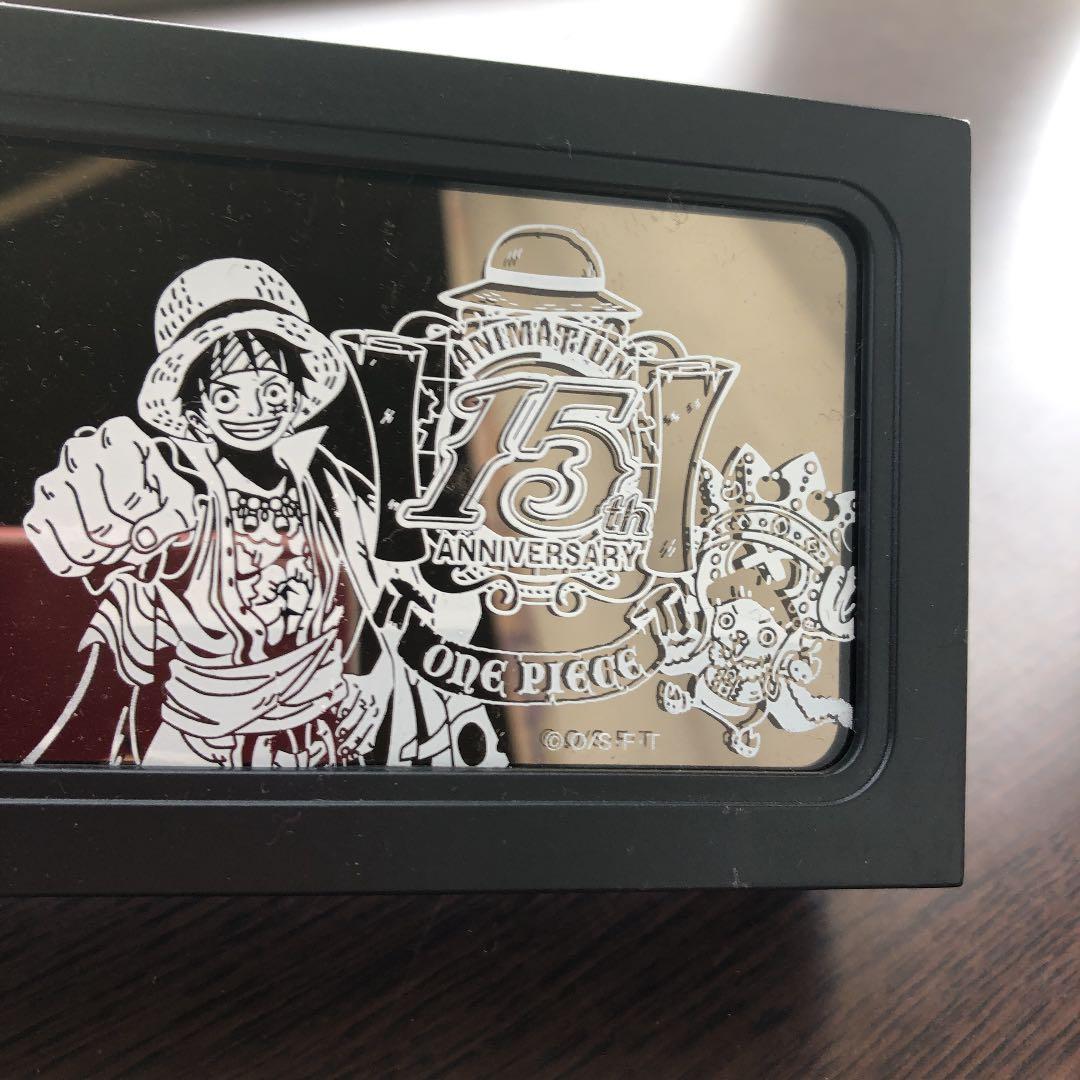 ANIMATION
15th
ANNIVERSARY
ONE PIECE
©O/S·F·T